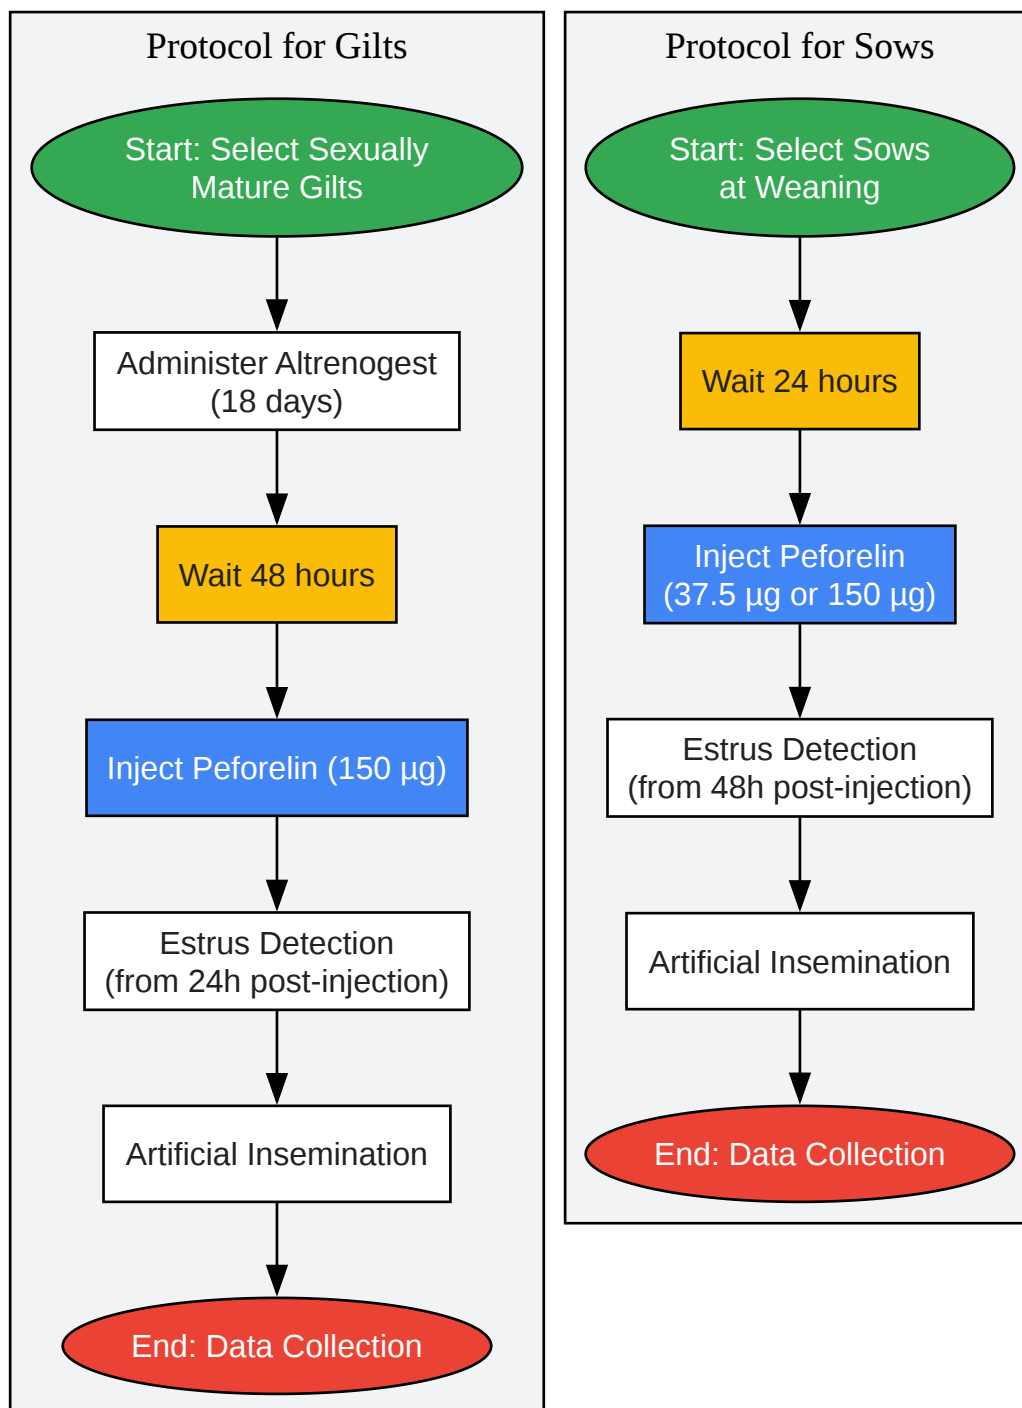 Protocol for Gilts
Start: Select Sexually
Mature Gilts
Administer Altrenogest
(18 days)
Wait 48 hours
Inject Peforelin (150 µg)
Estrus Detection
(from 24h post-injection)
Artificial Insemination
End: Data Collection
Protocol for Sows
Start: Select Sows
at Weaning
Wait 24 hours
Inject Peforelin
(37.5 µg or 150 µg)
Estrus Detection
(from 48h post-injection)
Artificial Insemination
End: Data Collection